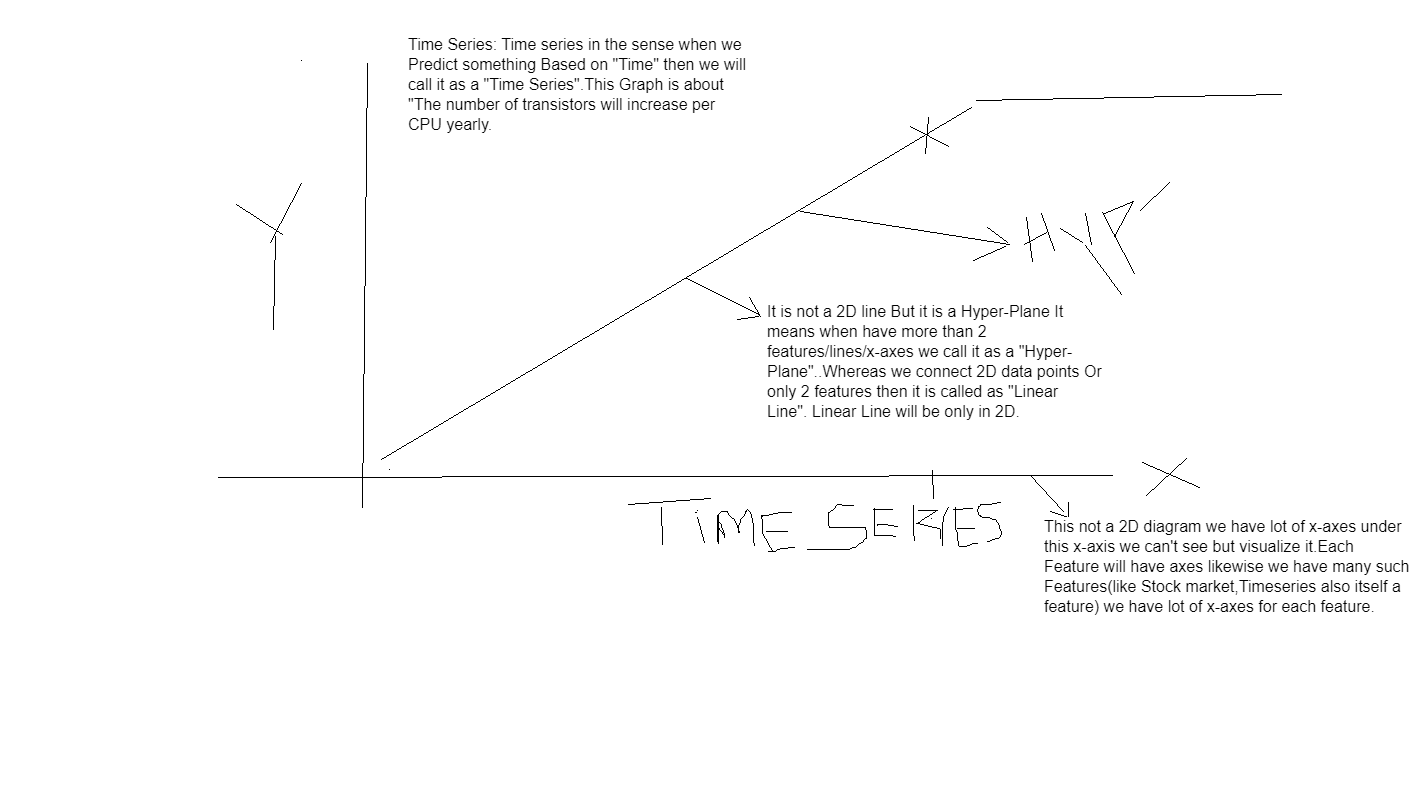 Time Series: Time series in the sense when we
Predict something Based on "Time" then we will
call it as a "Time Series".This Graph is about
"The number of transistors will increase per
CPU yearly.
Y
HYP
It is not a 2D line But it is a Hyper-Plane It
means when have more than 2
features/lines/x-axes we call it as a "Hyper-
Plane"..Whereas we connect 2D data points Or
only 2 features then it is called as "Linear
Line". Linear Line will be only in 2D.
X
TIME SERIES
This not a 2D diagram we have lot of x-axes under
this x-axis we can't see but visualize it.Each
Feature will have axes likewise we have many such
Features(like Stock market,Timeseries also itself a
feature) we have lot of x-axes for each feature.